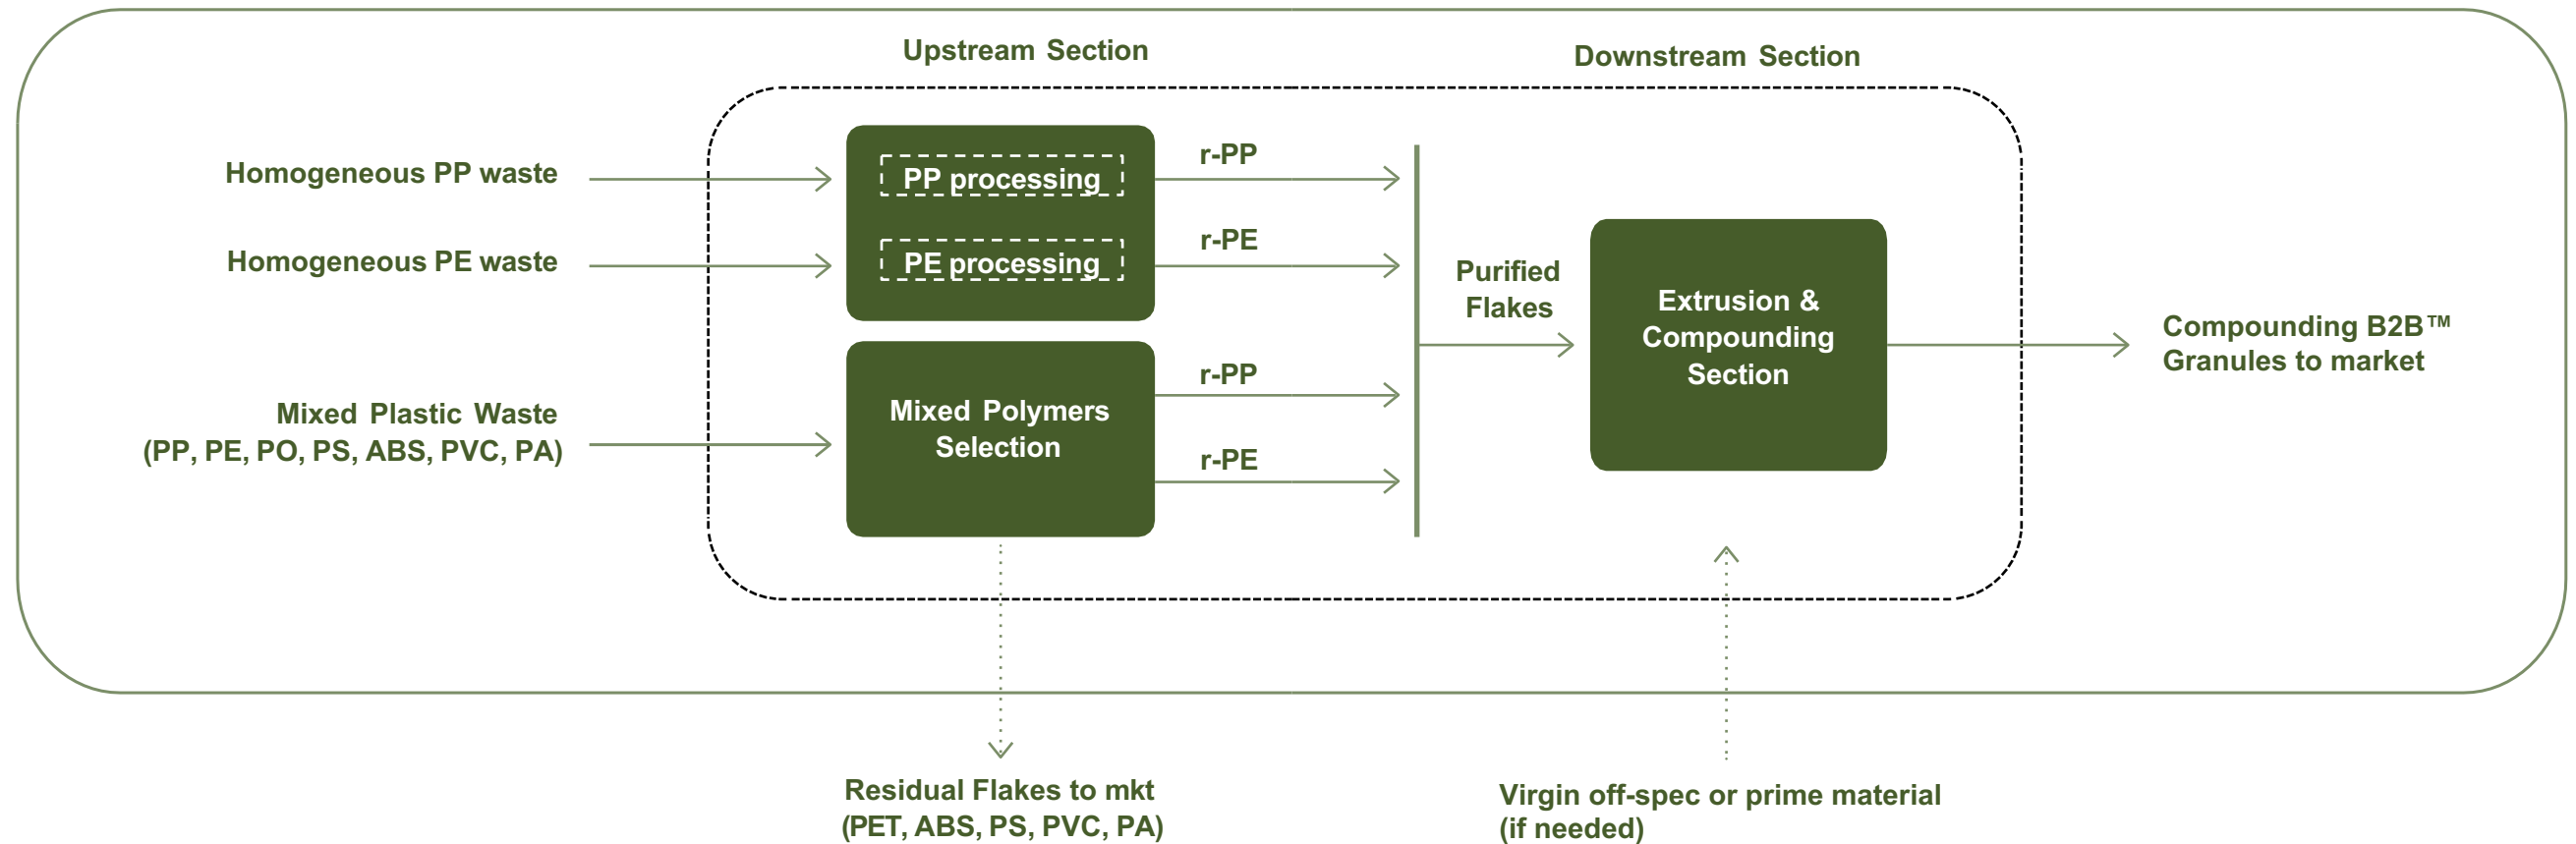 Upstream Section
Downstream Section
Homogeneous PP waste
PP processing
r-PP
Homogeneous PE waste
PE processing
r-PE
Purified
Flakes
Extrusion &
Compounding
Section
Compounding B2B™
Granules to market
Mixed Plastic Waste
(PP, PE, PO, PS, ABS, PVC, PA)
Mixed Polymers
Selection
r-PP
r-PE
Residual Flakes to mkt
(PET, ABS, PS, PVC, PA)
Virgin off-spec or prime material
(if needed)